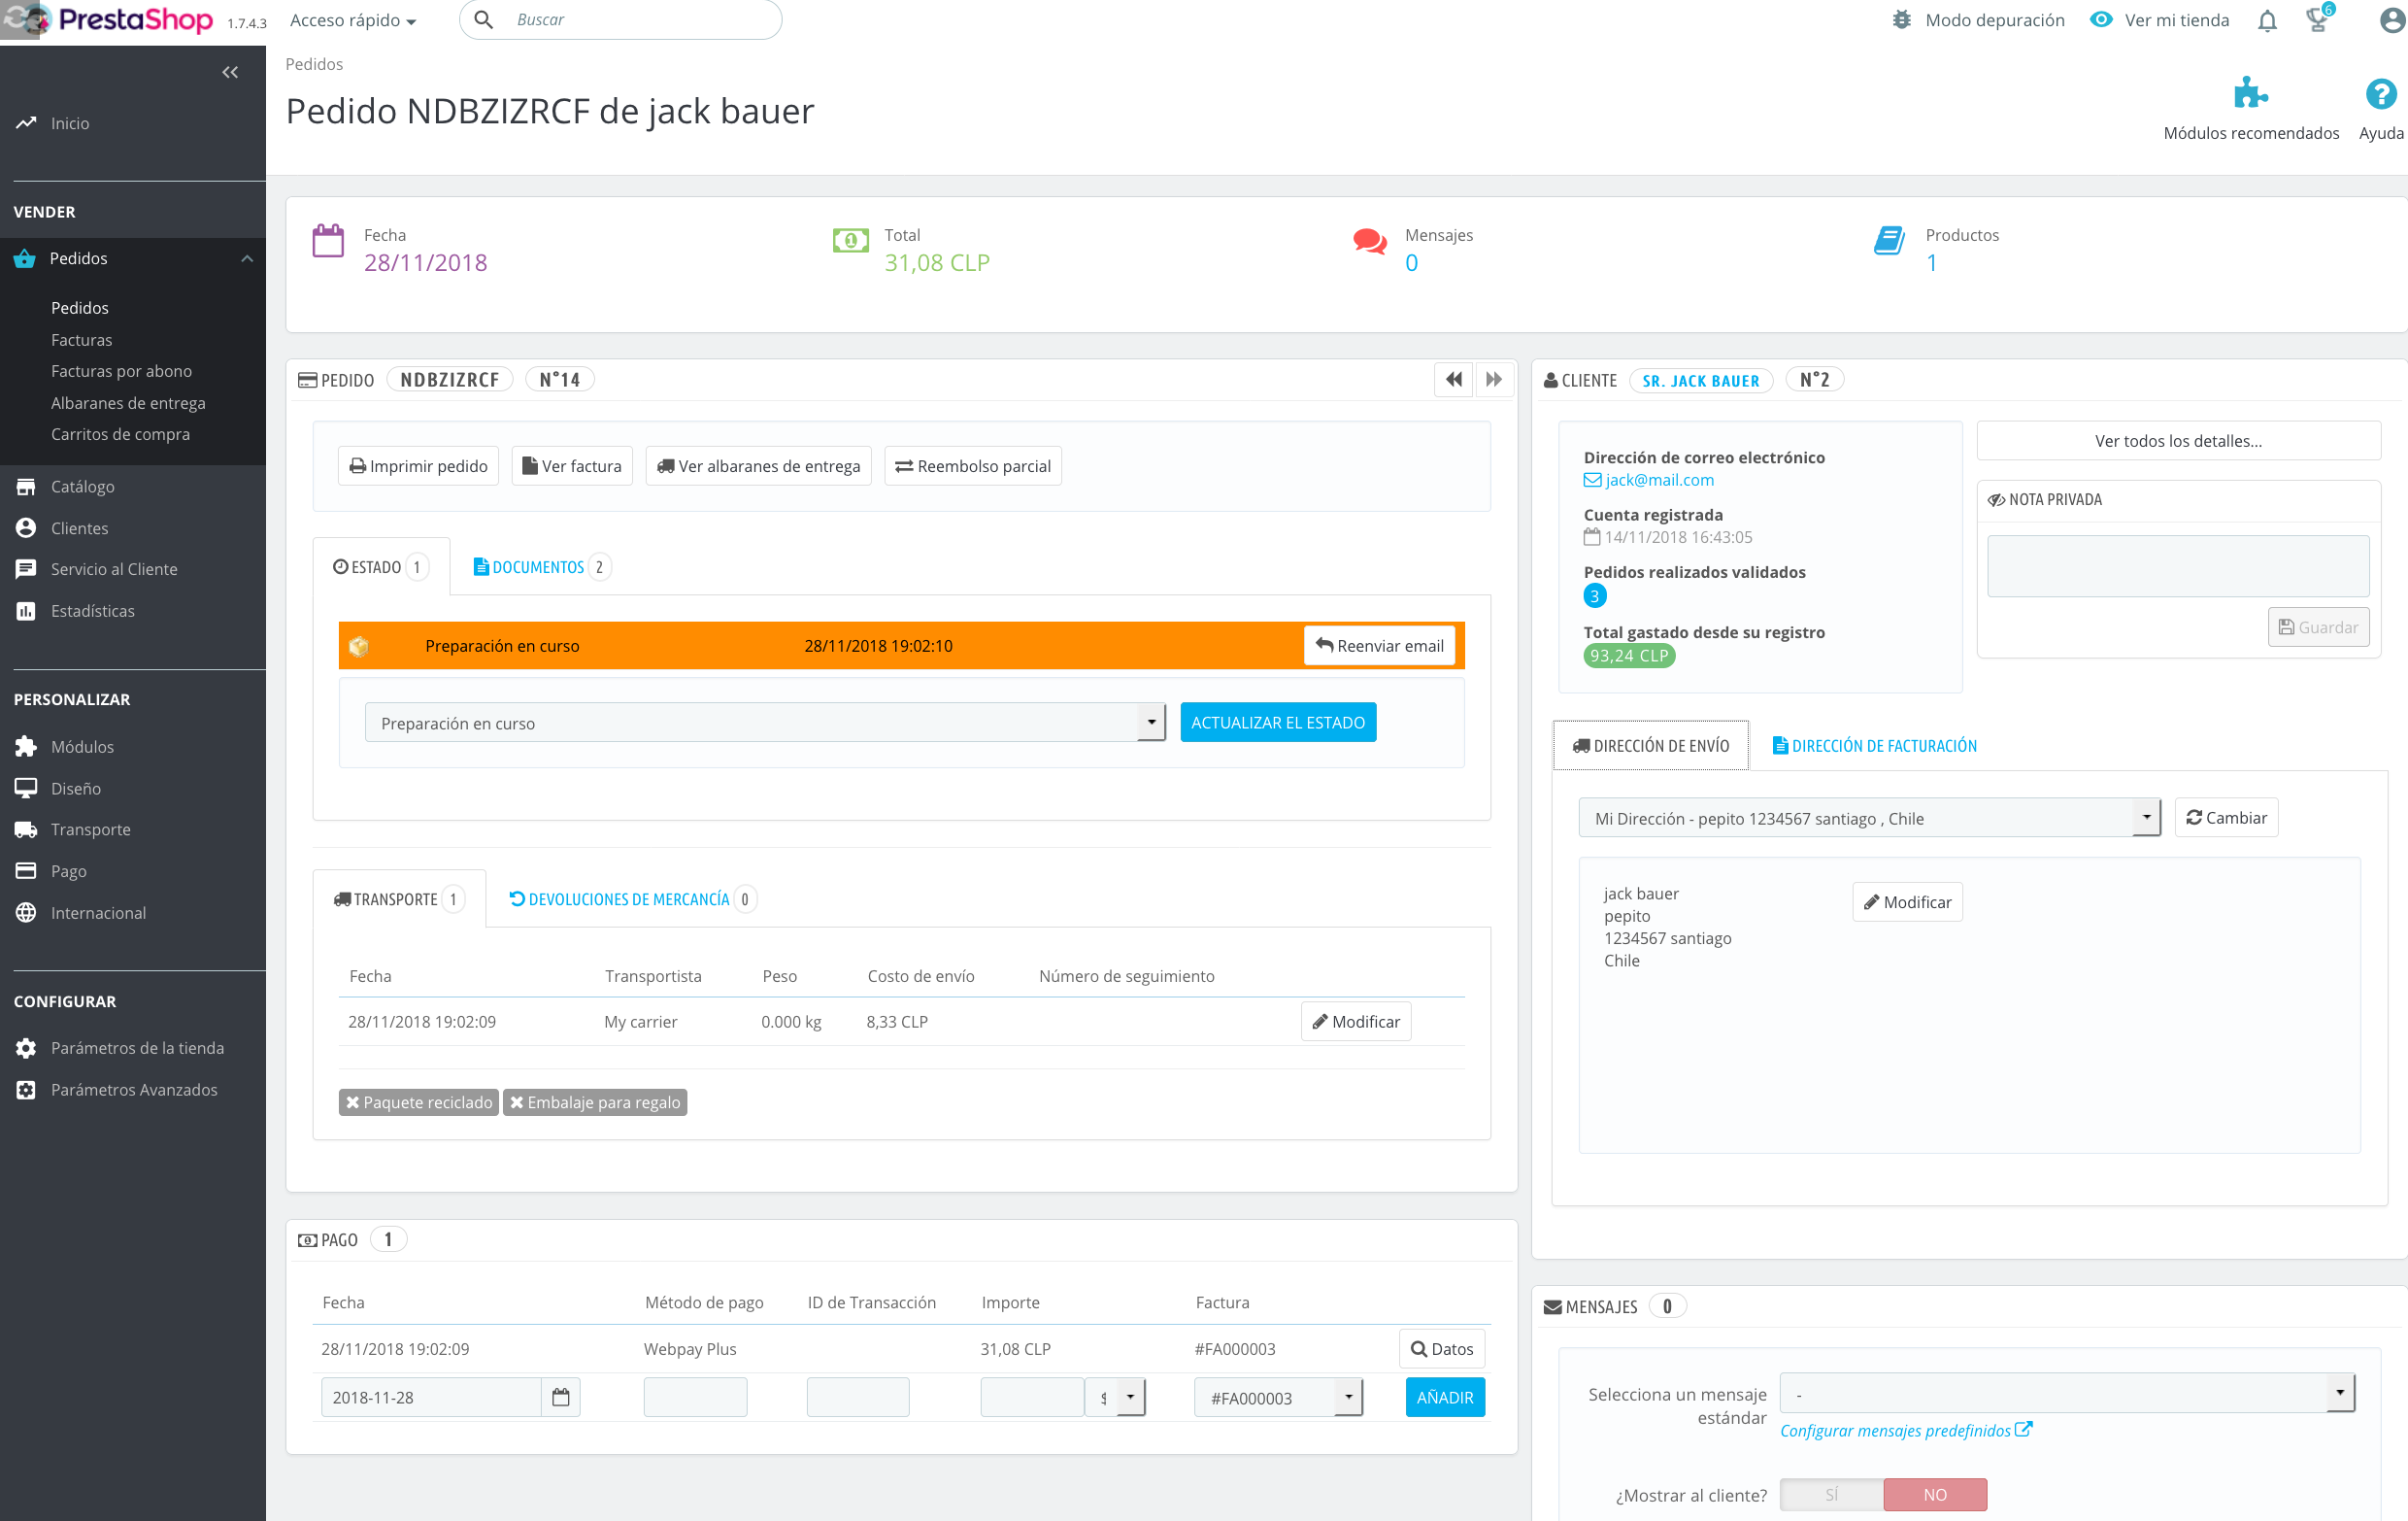 PrestaShop 1.7.4.3 Acceso rápido Buscar Modo depuración Ver mi tienda 6
Pedidos
Pedido NDBZIZRCF de jack bauer
Módulos recomendados Ayuda
Inicio
VENDER
Pedidos
Pedidos
Facturas
Facturas por abono
Albaranes de entrega
Carritos de compra
Catálogo
Clientes
Servicio al Cliente
Estadísticas
PERSONALIZAR
Módulos
Diseño
Transporte
Pago
Internacional
CONFIGURAR
Parámetros de la tienda
Parámetros Avanzados
Fecha
28/11/2018
Total
31,08 CLP
Mensajes
0
Productos
1
PEDIDO NDBZIZRCF N°14
Imprimir pedido Ver factura Ver albaranes de entrega Reembolso parcial
ESTADO 1 DOCUMENTOS 2
Preparación en curso 28/11/2018 19:02:10 Reenviar email
Preparación en curso ACTUALIZAR EL ESTADO
TRANSPORTE 1 DEVOLUCIONES DE MERCANCÍA 0
Fecha Transportista Peso Costo de envío Número de seguimiento
28/11/2018 19:02:09 My carrier 0.000 kg 8,33 CLP Modificar
Paquete reciclado Embalaje para regalo
PAGO 1
Fecha Método de pago ID de Transacción Importe Factura
28/11/2018 19:02:09 Webpay Plus 31,08 CLP #FA000003 Datos
2018-11-28 $ #FA000003 AÑADIR
CLIENTE SR. JACK BAUER N°2
Dirección de correo electrónico
jack@mail.com
Cuenta registrada
14/11/2018 16:43:05
Pedidos realizados validados
3
Total gastado desde su registro
93,24 CLP
Ver todos los detalles...
NOTA PRIVADA
Guardar
DIRECCIÓN DE ENVÍO DIRECCIÓN DE FACTURACIÓN
Mi Dirección - pepito 1234567 santiago , Chile Cambiar
jack bauer
pepito
1234567 santiago
Chile
Modificar
MENSAJES 0
Selecciona un mensaje
estándar
-
Configurar mensajes predefinidos
¿Mostrar al cliente? SÍ NO